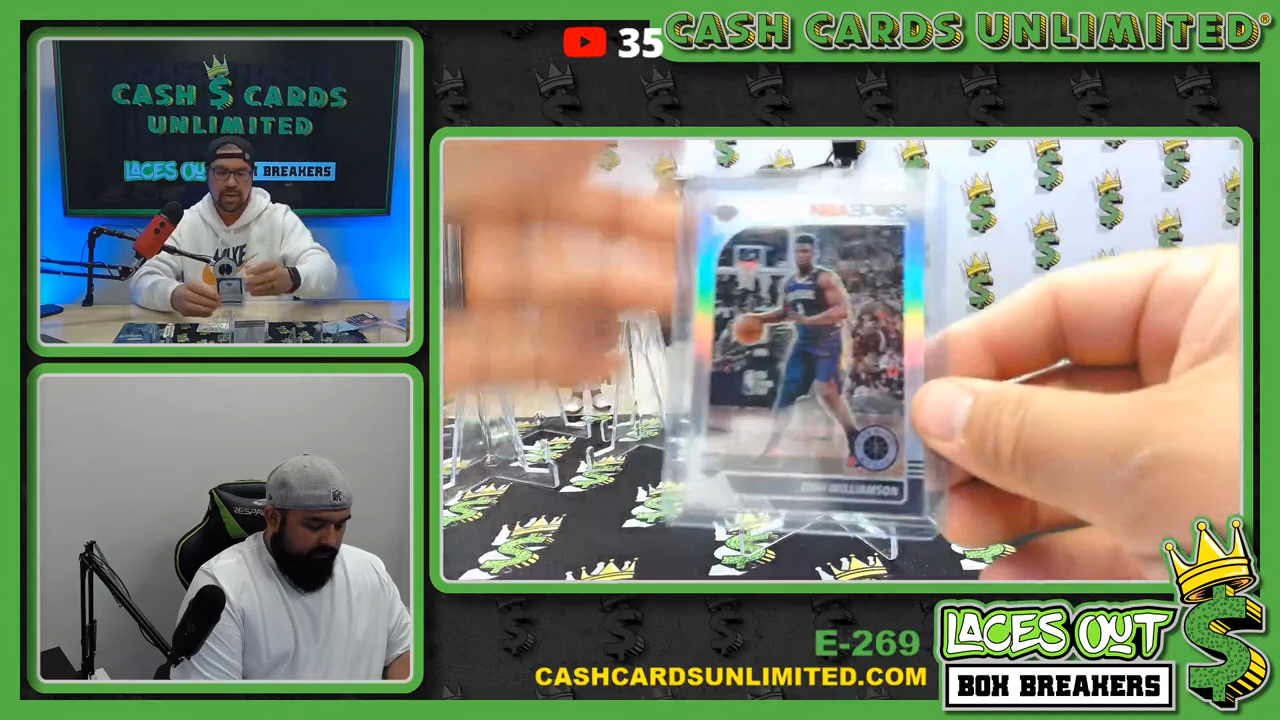 35
CASH CARDS UNLIMITED®
CASH $ CARDS
UNLIMITED
LACES OU
BREAKERS
NBA HOOPS
ZION WILLIAMSON
E-269
CASHCARDSUNLIMITED.COM
LACES OUT
BOX BREAKERS